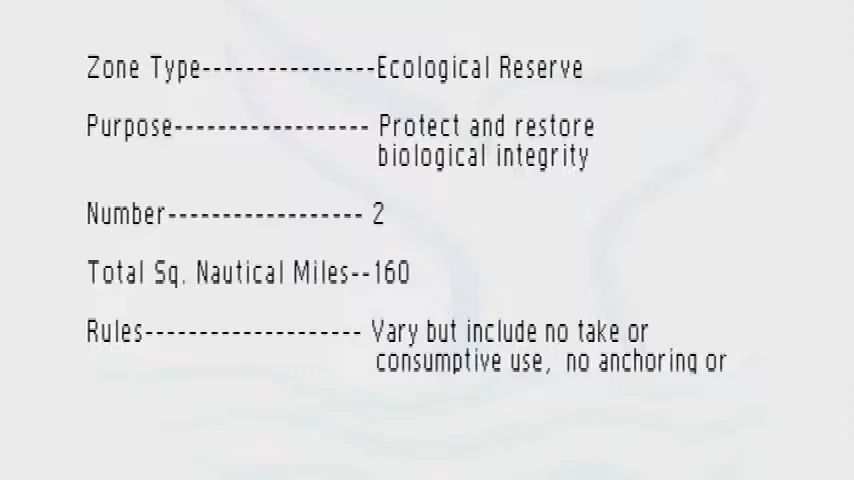 Zone Type----------------Ecological Reserve
Purpose------------------ Protect and restore
biological integrity
Number------------------ 2
Total Sq. Nautical Miles--160
Rules-------------------- Vary but include no take or
consumptive use, no anchoring or